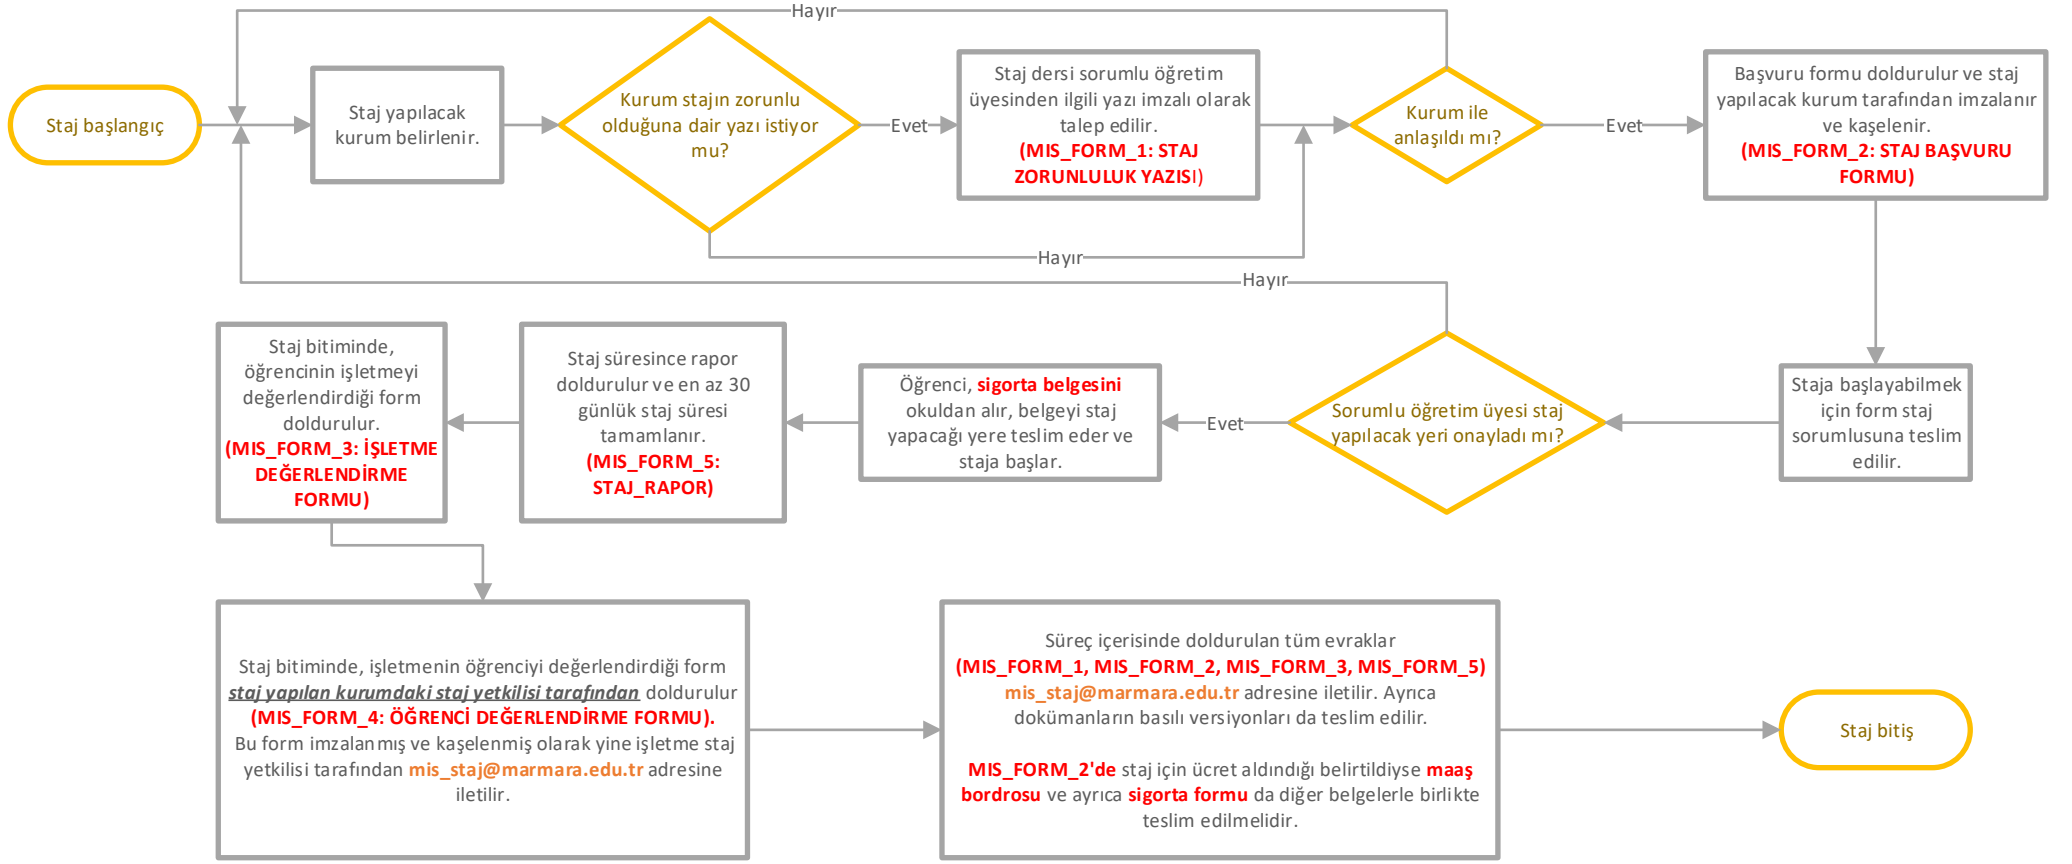 Hayır
Staj başlangıç
Staj yapılacak
kurum belirlenir.
Kurum stajın zorunlu
olduğuna dair yazı istiyor
mu?
Evet
Staj dersi sorumlu öğretim
üyesinden ilgili yazı imzalı olarak
talep edilir.
(MIS_FORM_1: STAJ
ZORUNLULUK YAZISI)
Kurum ile
anlaşıldı mı?
Evet
Başvuru formu doldurulur ve staj
yapılacak kurum tarafından imzalanır
ve kaşelenir.
(MIS_FORM_2: STAJ BAŞVURU
FORMU)
Hayır
Hayır
Staja başlayabilmek
için form staj
sorumlusuna teslim
edilir.
Sorumlu öğretim üyesi staj
yapılacak yeri onayladı mı?
Evet
Öğrenci, sigorta belgesini
okuldan alır, belgeyi staj
yapacağı yere teslim eder ve
staja başlar.
Staj süresince rapor
doldurulur ve en az 30
günlük staj süresi
tamamlanır.
(MIS_FORM_5:
STAJ_RAPOR)
Staj bitiminde,
öğrencinin işletmeyi
değerlendirdiği form
doldurulur.
(MIS_FORM_3: İŞLETME
DEĞERLENDİRME
FORMU)
Staj bitiminde, işletmenin öğrenciyi değerlendirdiği form
staj yapılan kurumdaki staj yetkilisi tarafından doldurulur
(MIS_FORM_4: ÖĞRENCİ DEĞERLENDİRME FORMU).
Bu form imzalanmış ve kaşelenmiş olarak yine işletme staj
yetkilisi tarafından mis_staj@marmara.edu.tr adresine
iletilir.
Süreç içerisinde doldurulan tüm evraklar
(MIS_FORM_1, MIS_FORM_2, MIS_FORM_3, MIS_FORM_5)
mis_staj@marmara.edu.tr adresine iletilir. Ayrıca
dokümanların basılı versiyonları da teslim edilir.
MIS_FORM_2'de staj için ücret aldındığı belirtildiyse maaş
bordrosu ve ayrıca sigorta formu da diğer belgelerle birlikte
teslim edilmelidir.
Staj bitiş